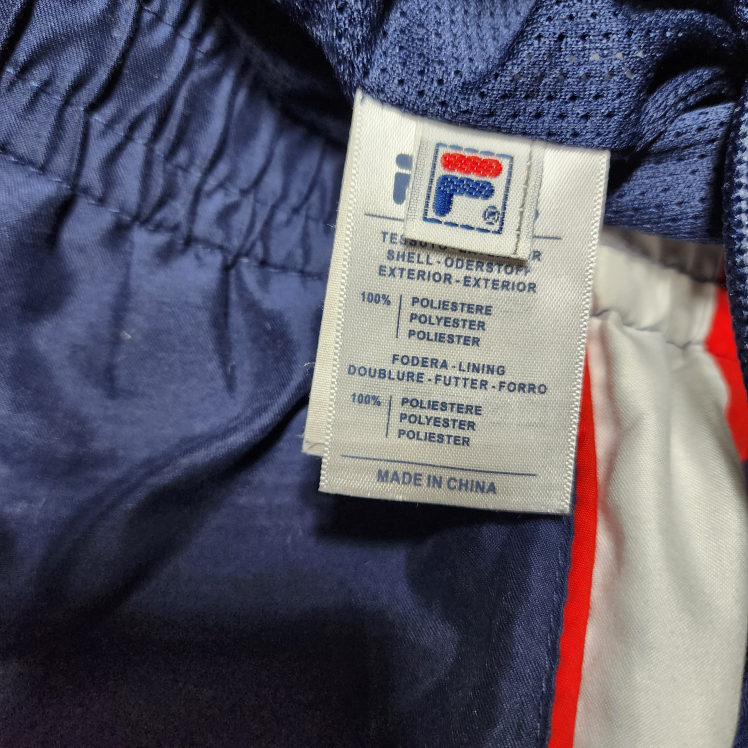 SHELL-ODERSTOFF
EXTERIOR-EXTERIOR
100% POLIESTERE
POLYESTER
POLIESTER
FODERA-LINING
DOUBLURE-FUTTER-FORRO
100% POLIESTERE
POLYESTER
POLIESTER
MADE IN CHINA